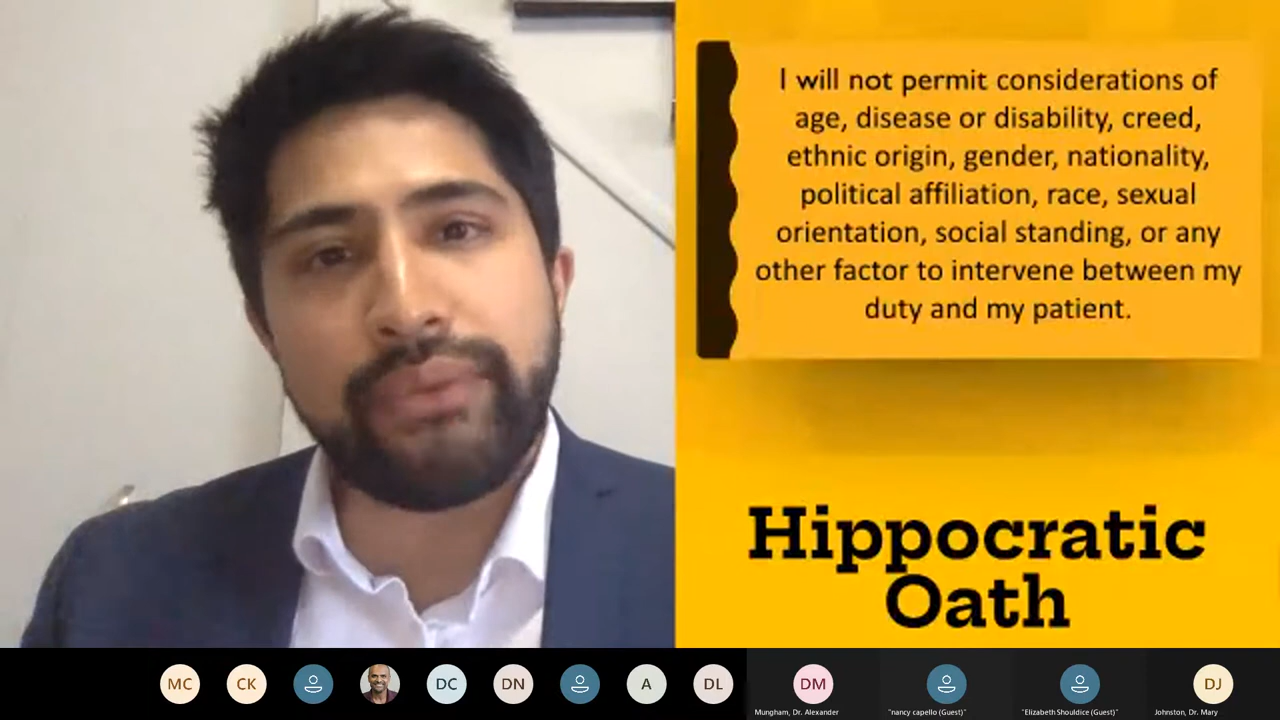 I will not permit considerations of
age, disease or disability, creed,
ethnic origin, gender, nationality,
political affiliation, race, sexual
orientation, social standing, or any
other factor to intervene between my
duty and my patient.
Hippocratic
Oath
MC
CK
DC
DN
A
DL
DM
DJ
Mungham, Dr. Alexander
"nancy capello (Guest)"
"Elizabeth Shouldice (Guest)"
Johnston, Dr. Mary